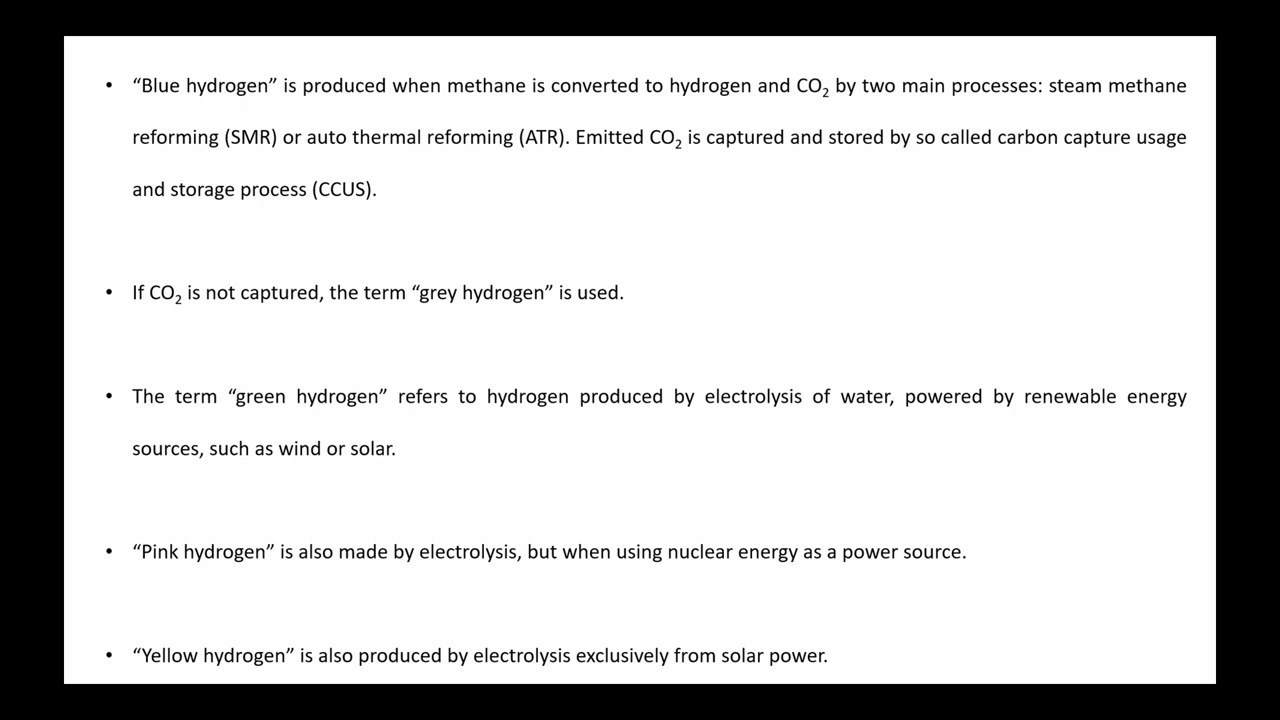 • “Blue hydrogen” is produced when methane is converted to hydrogen and CO₂ by two main processes: steam methane
reforming (SMR) or auto thermal reforming (ATR). Emitted CO₂ is captured and stored by so called carbon capture usage
and storage process (CCUS).
• If CO₂ is not captured, the term “grey hydrogen” is used.
• The term “green hydrogen” refers to hydrogen produced by electrolysis of water, powered by renewable energy
sources, such as wind or solar.
• “Pink hydrogen” is also made by electrolysis, but when using nuclear energy as a power source.
• “Yellow hydrogen” is also produced by electrolysis exclusively from solar power.